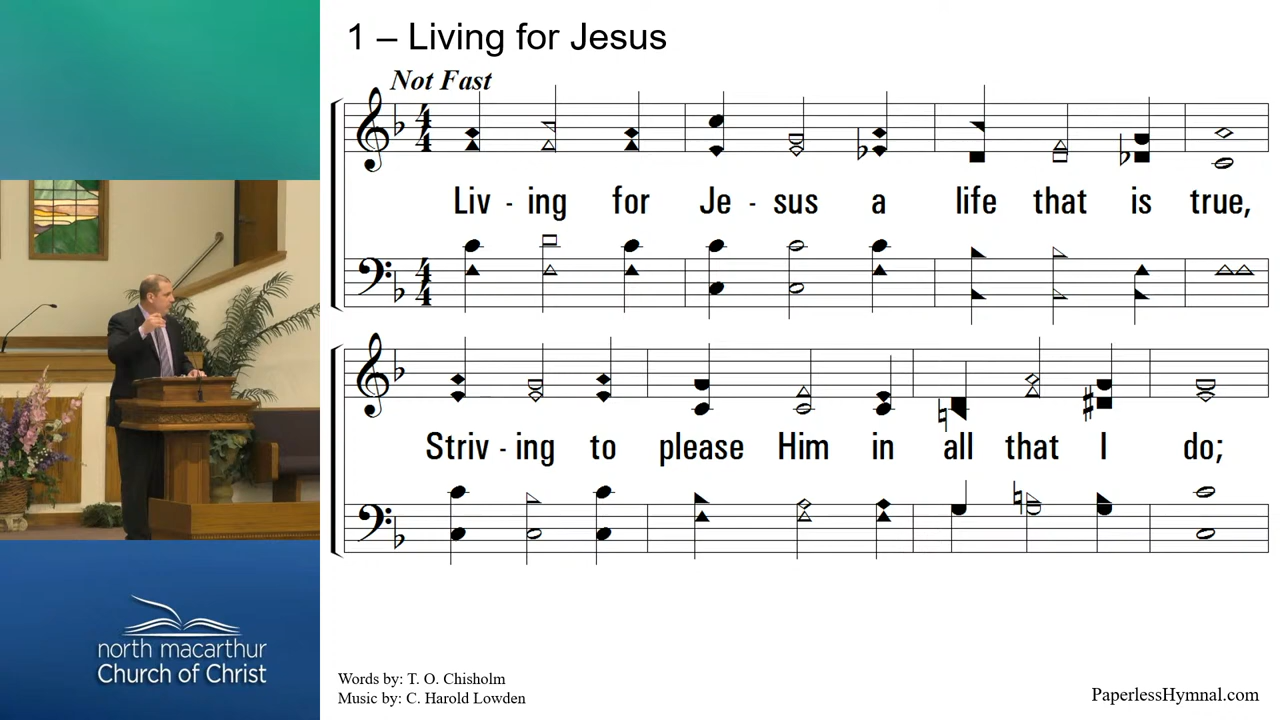 1 – Living for Jesus
Not Fast
Liv - ing for Je - sus a life that is true,
Striv - ing to please Him in all that I do;
Words by: T. O. Chisholm
Music by: C. Harold Lowden
PaperlessHymnal.com
north macarthur
Church of Christ